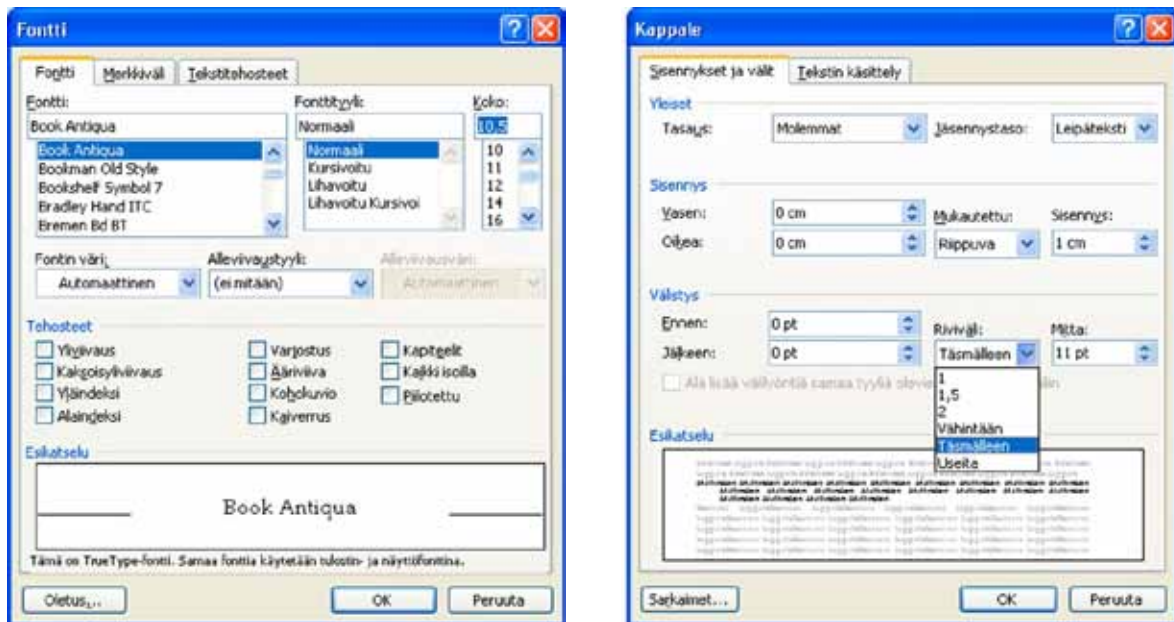 Fontti
Fontti Merkkiväli Tekstitehosteet
Fontti: Fonttityyli: Koko:
Book Antiqua Normaali 10,5
Book Antiqua Normaali 10
Bookman Old Style Kursivoitu 11
Bookshelf Symbol 7 Lihavoitu 12
Bradley Hand ITC Lihavoitu Kursivoi 14
Bremen Bd BT 16
Fontin väri: Alleviivaustyyli: Alleviivausväri:
Automaattinen (ei mitään) Automaattinen
Tehosteet
Yliviivaus Varjostus Kapiteelit
Kaksoisyliviivaus Ääriviiva Kaikki isolla
Yläindeksi Kohokuvio Piilotettu
Alaindeksi Kaiverrus
Esikatselu
Book Antiqua
Tämä on TrueType-fontti. Samaa fonttia käytetään tulostin- ja näyttöfonttina.
Oletus... OK Peruuta
Kappale
Sisennykset ja välit Tekstin käsittely
Yleiset
Tasaus: Molemmat Jäsennystaso: Leipäteksti
Sisennys
Vasen: 0 cm Mukautettu: Sisennys:
Oikea: 0 cm Riippuva 1 cm
Välistys
Ennen: 0 pt Riviväli: Mitta:
Jälkeen: 0 pt Täsmälleen 11 pt
Älä lisää välilyöntiä samaa tyyliä
1
1,5
2
Vähintään
Täsmälleen
Useita
Esikatselu
Sarkaimet... OK Peruuta